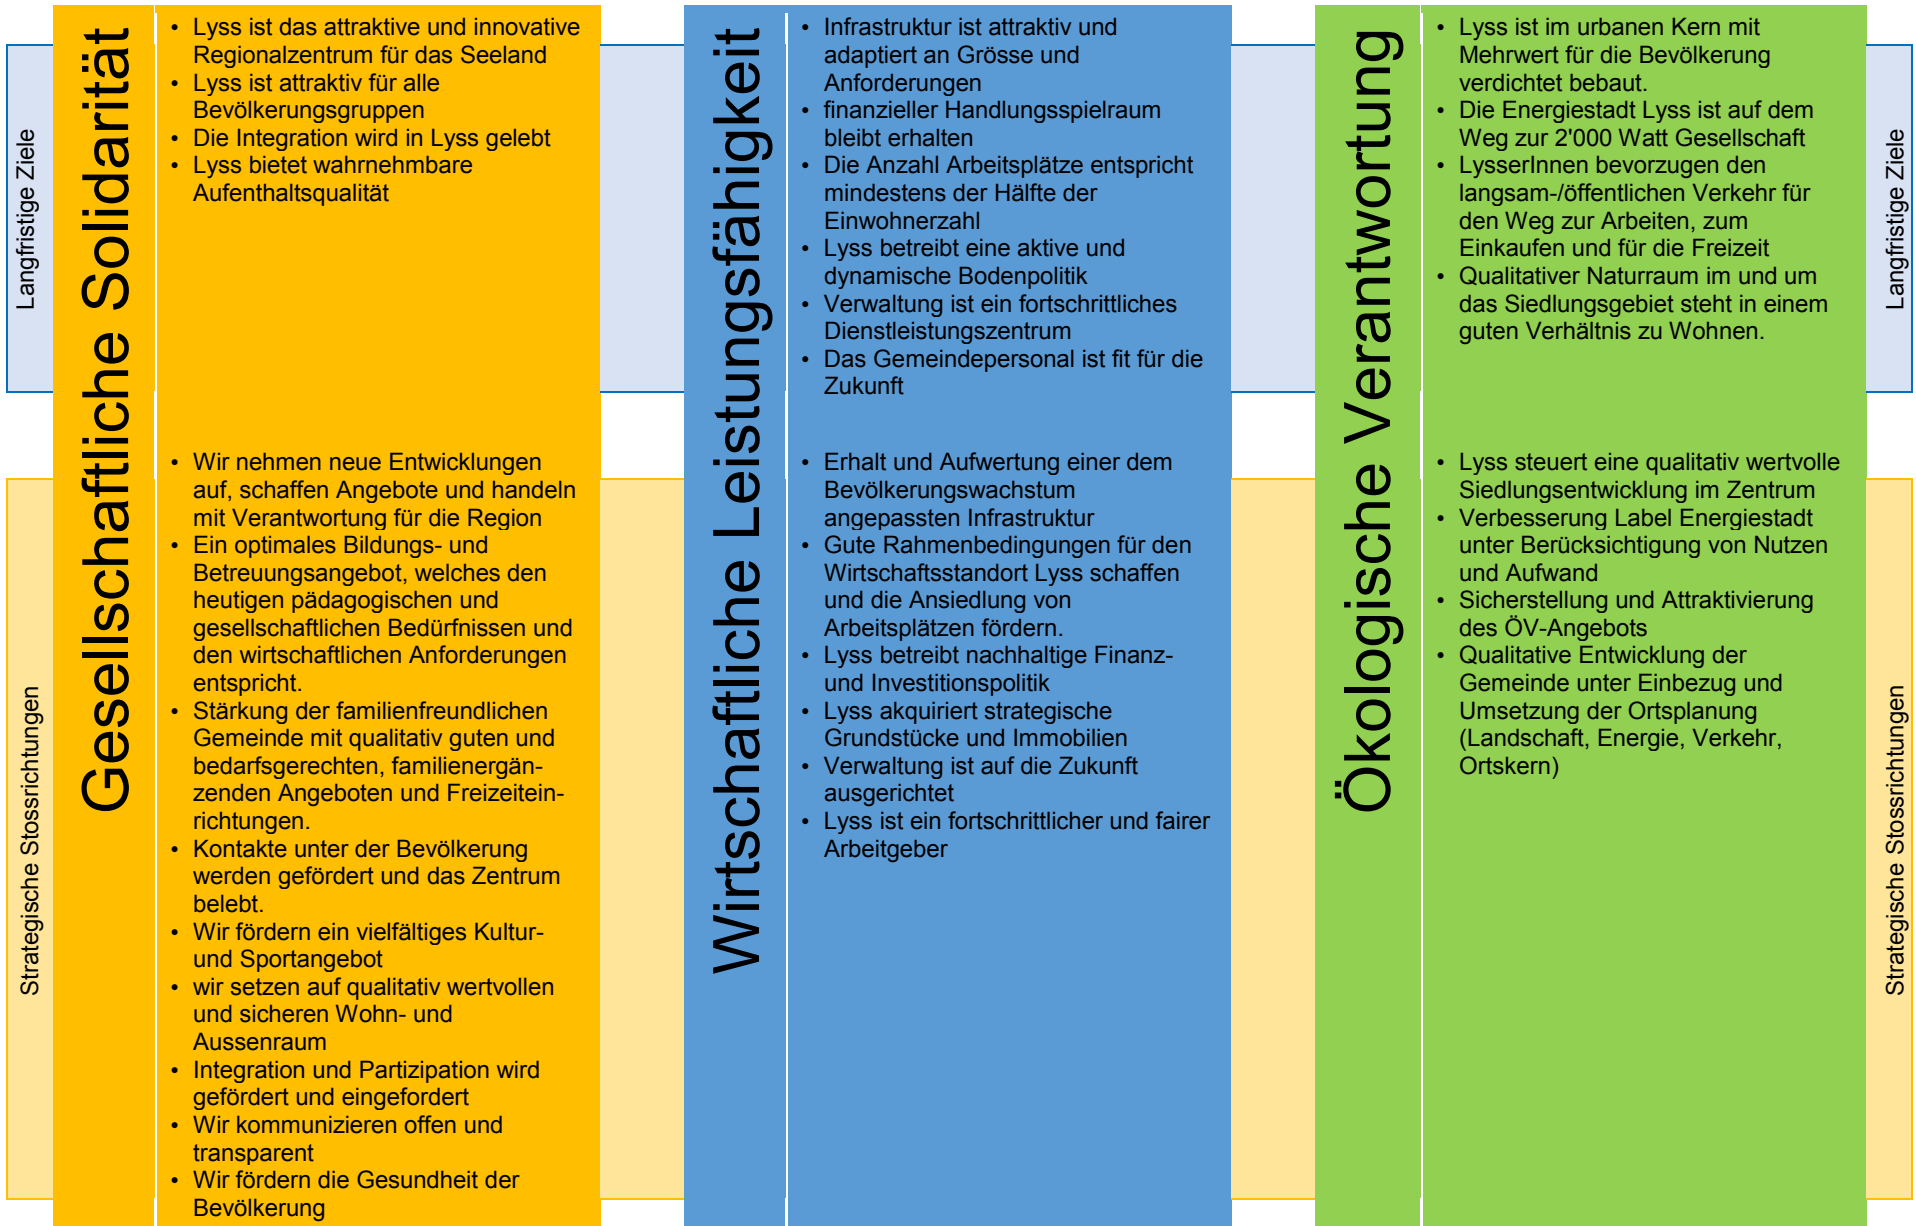 Langfristige Ziele
Strategische Stossrichtungen
Gesellschaftliche Solidarität
• Lyss ist das attraktive und innovative
Regionalzentrum für das Seeland
• Lyss ist attraktiv für alle
Bevölkerungsgruppen
• Die Integration wird in Lyss gelebt
• Lyss bietet wahrnehmbare
Aufenthaltsqualität
• Wir nehmen neue Entwicklungen
auf, schaffen Angebote und handeln
mit Verantwortung für die Region
• Ein optimales Bildungs- und
Betreuungsangebot, welches den
heutigen pädagogischen und
gesellschaftlichen Bedürfnissen und
den wirtschaftlichen Anforderungen
entspricht.
• Stärkung der familienfreundlichen
Gemeinde mit qualitativ guten und
bedarfsgerechten, familienergän-
zenden Angeboten und Freizeitein-
richtungen.
• Kontakte unter der Bevölkerung
werden gefördert und das Zentrum
belebt.
• Wir fördern ein vielfältiges Kultur-
und Sportangebot
• wir setzen auf qualitativ wertvollen
und sicheren Wohn- und
Aussenraum
• Integration und Partizipation wird
gefördert und eingefordert
• Wir kommunizieren offen und
transparent
• Wir fördern die Gesundheit der
Bevölkerung
Wirtschaftliche Leistungsfähigkeit
• Infrastruktur ist attraktiv und
adaptiert an Grösse und
Anforderungen
• finanzieller Handlungsspielraum
bleibt erhalten
• Die Anzahl Arbeitsplätze entspricht
mindestens der Hälfte der
Einwohnerzahl
• Lyss betreibt eine aktive und
dynamische Bodenpolitik
• Verwaltung ist ein fortschrittliches
Dienstleistungszentrum
• Das Gemeindepersonal ist fit für die
Zukunft
• Erhalt und Aufwertung einer dem
Bevölkerungswachstum
angepassten Infrastruktur
• Gute Rahmenbedingungen für den
Wirtschaftsstandort Lyss schaffen
und die Ansiedlung von
Arbeitsplätzen fördern.
• Lyss betreibt nachhaltige Finanz-
und Investitionspolitik
• Lyss akquiriert strategische
Grundstücke und Immobilien
• Verwaltung ist auf die Zukunft
ausgerichtet
• Lyss ist ein fortschrittlicher und fairer
Arbeitgeber
Ökologische Verantwortung
• Lyss ist im urbanen Kern mit
Mehrwert für die Bevölkerung
verdichtet bebaut.
• Die Energiestadt Lyss ist auf dem
Weg zur 2'000 Watt Gesellschaft
• LysserInnen bevorzugen den
langsam-/öffentlichen Verkehr für
den Weg zur Arbeiten, zum
Einkaufen und für die Freizeit
• Qualitativer Naturraum im und um
das Siedlungsgebiet steht in einem
guten Verhältnis zu Wohnen.
• Lyss steuert eine qualitativ wertvolle
Siedlungsentwicklung im Zentrum
• Verbesserung Label Energiestadt
unter Berücksichtigung von Nutzen
und Aufwand
• Sicherstellung und Attraktivierung
des ÖV-Angebots
• Qualitative Entwicklung der
Gemeinde unter Einbezug und
Umsetzung der Ortsplanung
(Landschaft, Energie, Verkehr,
Ortskern)
Langfristige Ziele
Strategische Stossrichtungen